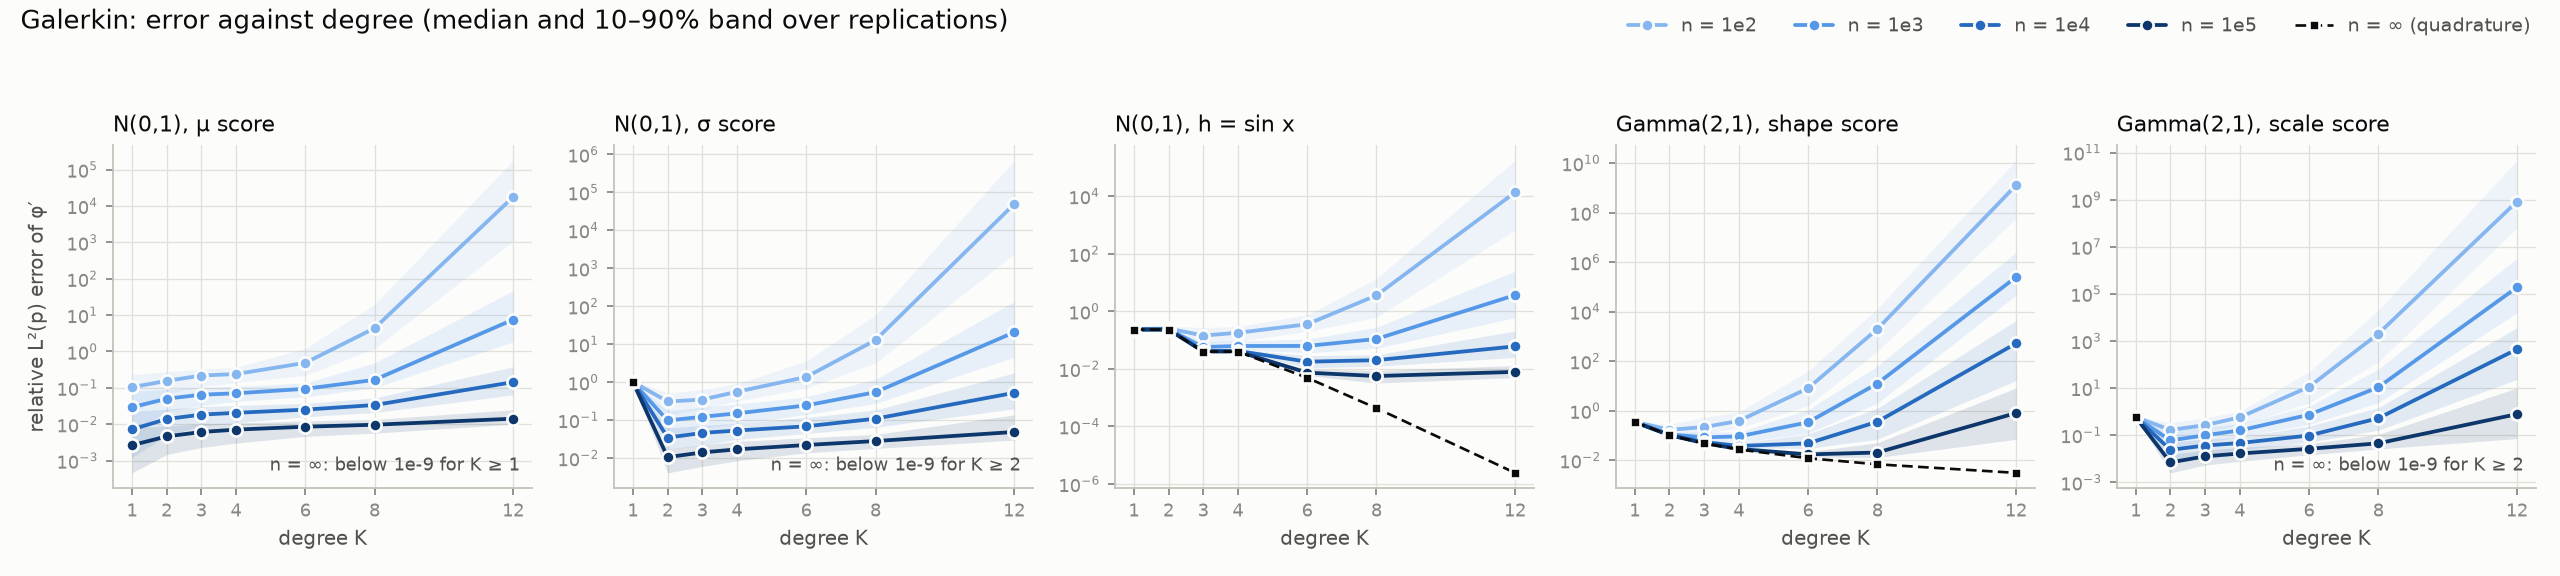 Galerkin: error against degree (median and 10–90% band over replications)
n = 1e2
n = 1e3
n = 1e4
n = 1e5
n = ∞ (quadrature)
N(0,1), μ score
relative L²(p) error of φ′
10⁵
10⁴
10³
10²
10¹
10⁰
10⁻¹
10⁻²
10⁻³
n = ∞: below 1e-9 for K ≥ 1
1 2 3 4 6 8 12
degree K
N(0,1), σ score
10⁶
10⁵
10⁴
10³
10²
10¹
10⁰
10⁻¹
10⁻²
n = ∞: below 1e-9 for K ≥ 2
1 2 3 4 6 8 12
degree K
N(0,1), h = sin x
10⁴
10²
10⁰
10⁻²
10⁻⁴
10⁻⁶
1 2 3 4 6 8 12
degree K
Gamma(2,1), shape score
10¹⁰
10⁸
10⁶
10⁴
10²
10⁰
10⁻²
1 2 3 4 6 8 12
degree K
Gamma(2,1), scale score
10¹¹
10⁹
10⁷
10⁵
10³
10¹
10⁻¹
10⁻³
n = ∞: below 1e-9 for K ≥ 2
1 2 3 4 6 8 12
degree K